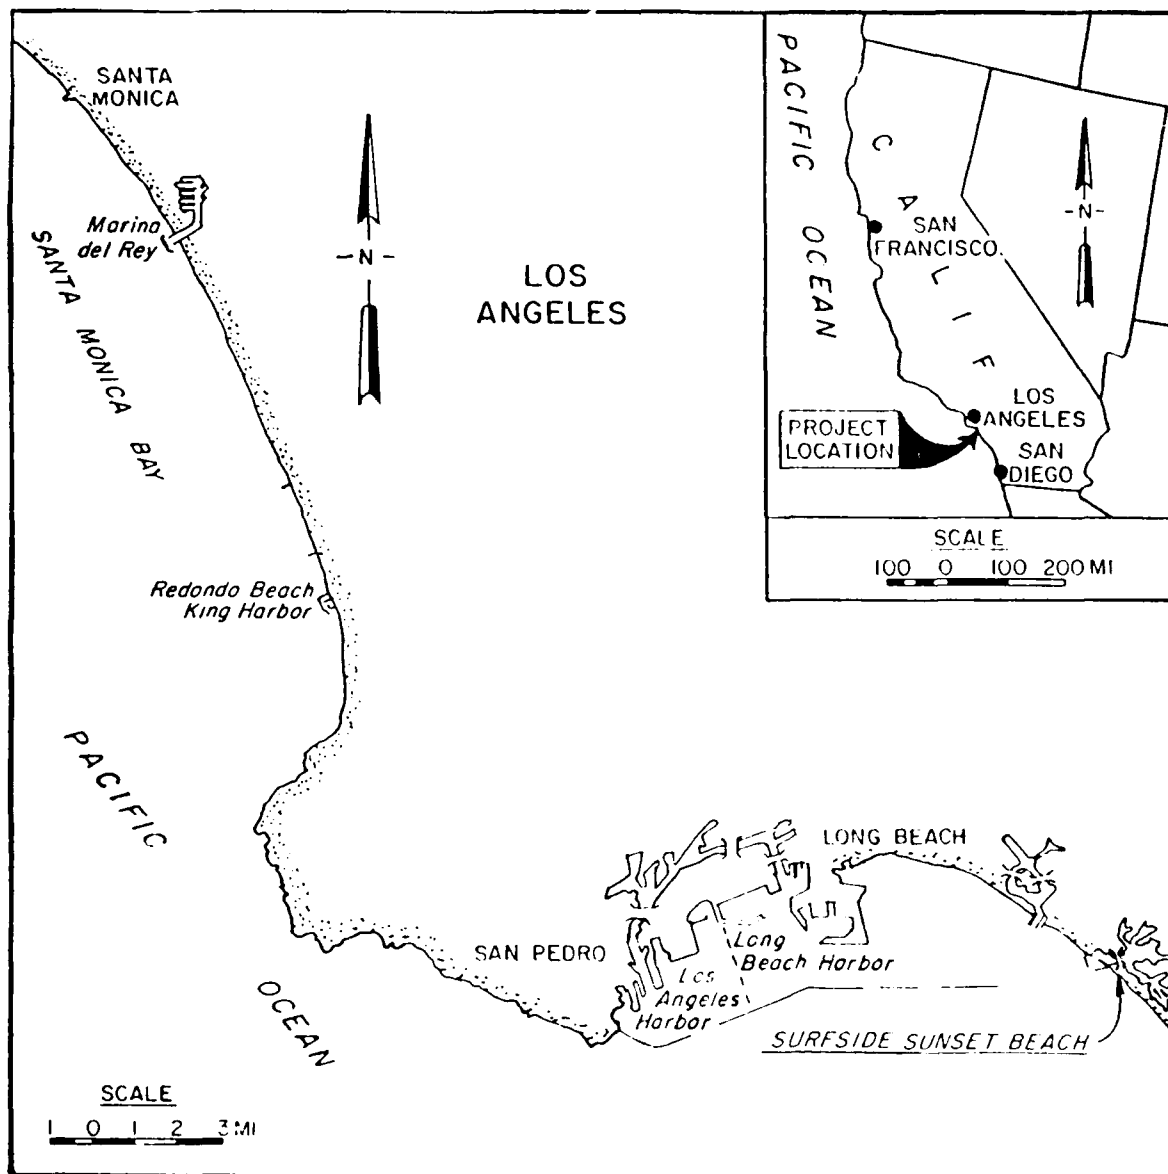 SANTA
MONICA
Marina
del Rey
SANTA MONICA BAY
-N-
LOS
ANGELES
Redondo Beach
King Harbor
PACIFIC
OCEAN
SAN PEDRO
LONG BEACH
Long
Beach Harbor
Los
Angeles
Harbor
SURFSIDE SUNSET BEACH
SCALE
1 0 1 2 3 MI
PACIFIC OCEAN
CALIF
-N-
SAN
FRANCISCO
LOS
ANGELES
PROJECT
LOCATION
SAN
DIEGO
SCALE
100 0 100 200 MI